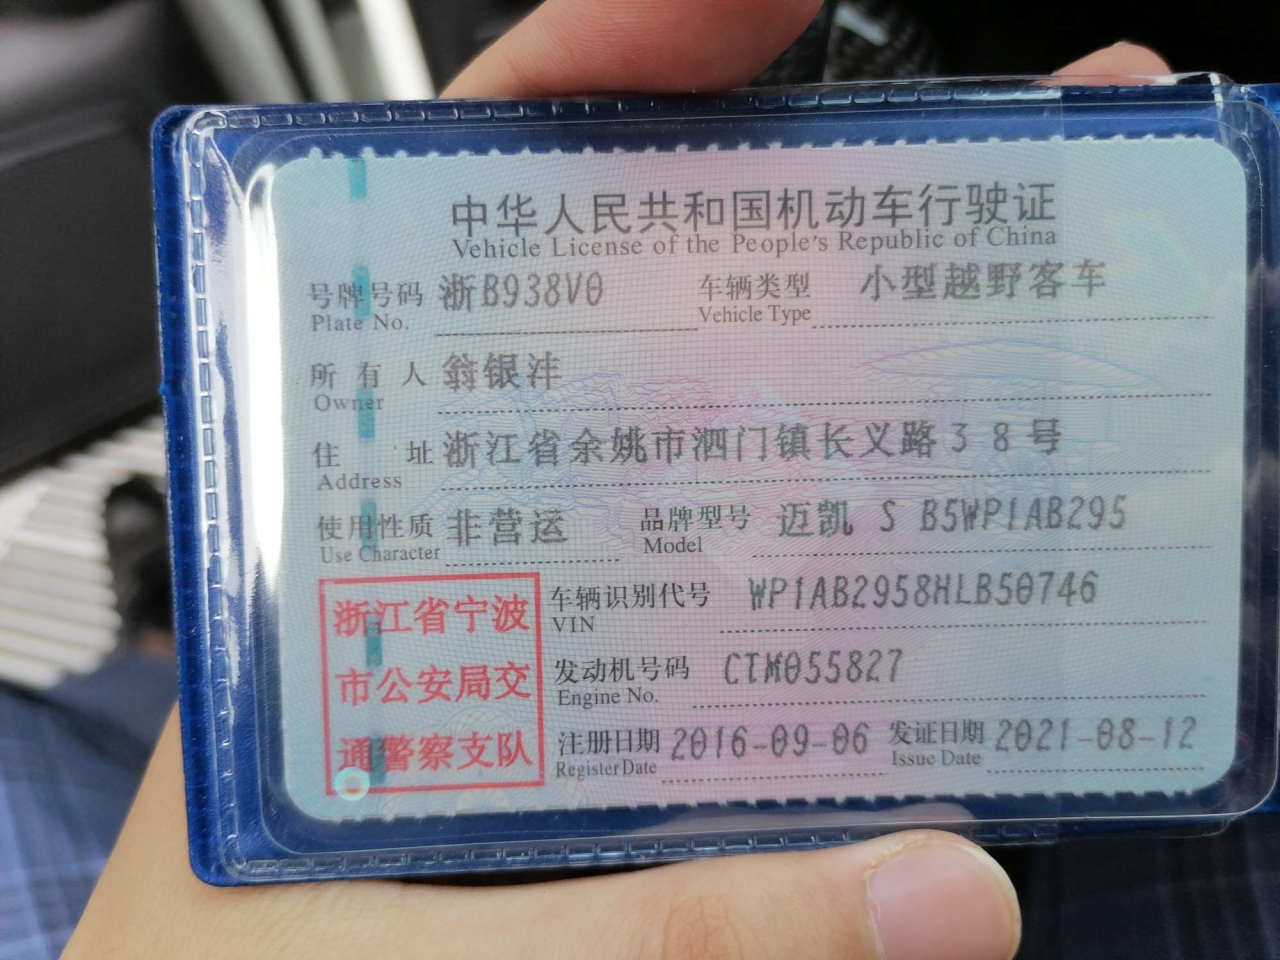 中华人民共和国机动车行驶证
Vehicle License of the People's Republic of China
号牌号码 浙B938V0 车辆类型 小型越野客车
Plate No. Vehicle Type
所有人 翁银沣
Owner
住址 浙江省余姚市泗门镇长义路38号
Address
使用性质 非营运 品牌型号 迈凯 S B5WP1AB295
Use Character Model
浙江省宁波
市公安局交
通警察支队
车辆识别代号 WP1AB2958HLB50746
VIN
发动机号码 CTM055827
Engine No.
注册日期 2016-09-06 发证日期 2021-08-12
Register Date Issue Date